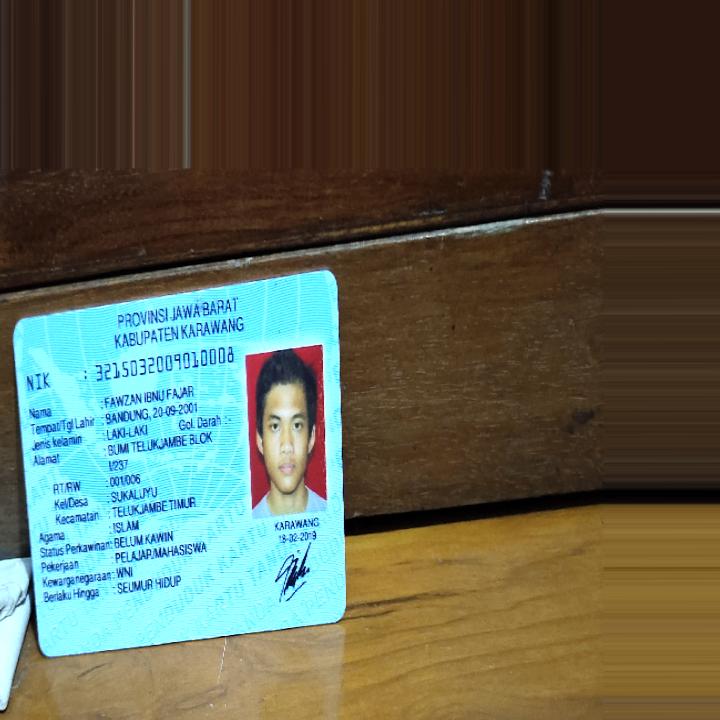 PROVINSI JAWA BARAT
KABUPATEN KARAWANG
NIK : 3215032009010008
Nama : FAWZAN IBNU FAJAR
Tempat/Tgl Lahir : BANDUNG, 20-09-2001
Jenis kelamin : LAKI-LAKI Gol. Darah :-
Alamat : BUMI TELUKJAMBE BLOK
I/237
RT/RW : 001/006
Kel/Desa : SUKALUYU
Kecamatan : TELUKJAMBE TIMUR
Agama : ISLAM
Status Perkawinan: BELUM KAWIN
Pekerjaan : PELAJAR/MAHASISWA
Kewarganegaraan: WNI
Berlaku Hingga : SEUMUR HIDUP
KARAWANG
18-02-2019